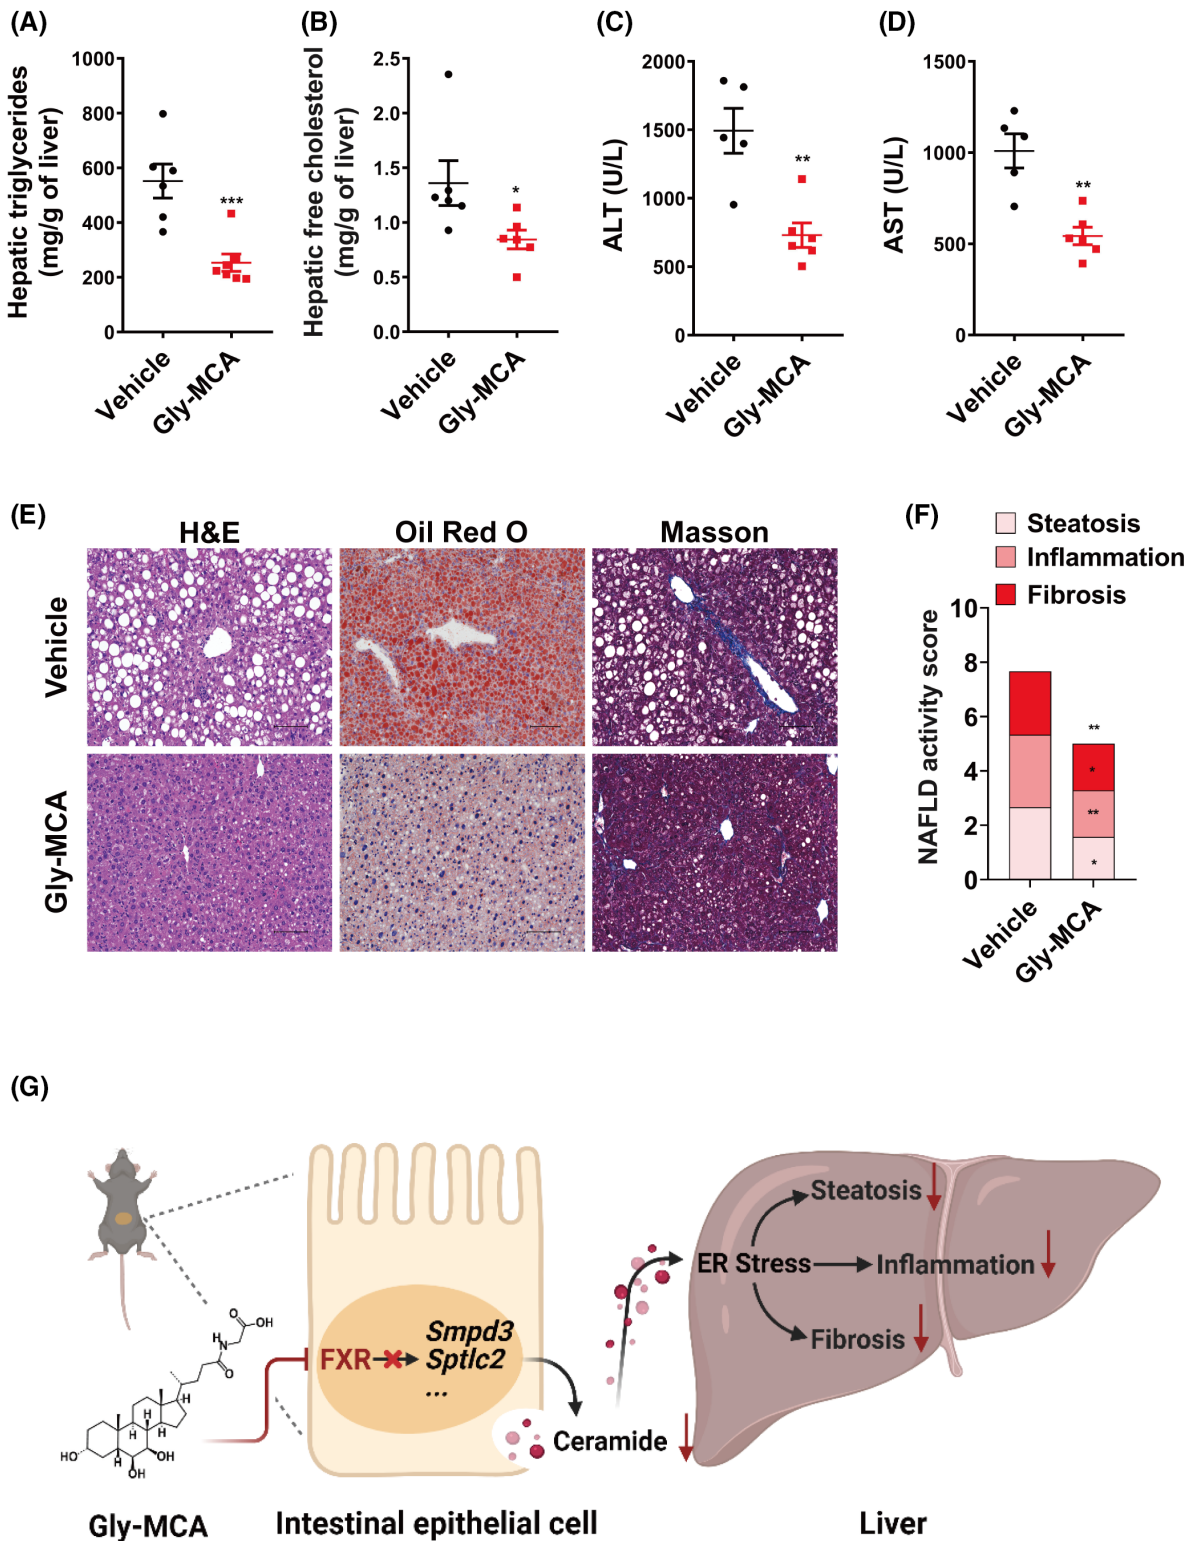 (A)
Hepatic triglycerides
(mg/g of liver)
1000
800
600
400
200
0
***
Vehicle
Gly-MCA
(B)
Hepatic free cholesterol
(mg/g of liver)
2.5
2.0
1.5
1.0
0.5
0.0
*
Vehicle
Gly-MCA
(C)
ALT (U/L)
2000
1500
1000
500
0
**
Vehicle
Gly-MCA
(D)
AST (U/L)
1500
1000
500
0
**
Vehicle
Gly-MCA
(E)
H&E
Oil Red O
Masson
Vehicle
Gly-MCA
(F)
Steatosis
Inflammation
Fibrosis
NAFLD activity score
10
8
6
4
2
0
**
*
**
*
Vehicle
Gly-MCA
(G)
O
OH
H
N
O
H
H
H
H
H
HO
OH
OH
Gly-MCA
FXR
Smpd3
Sptlc2
...
Ceramide
Intestinal epithelial cell
ER Stress
Steatosis
Inflammation
Fibrosis
Liver